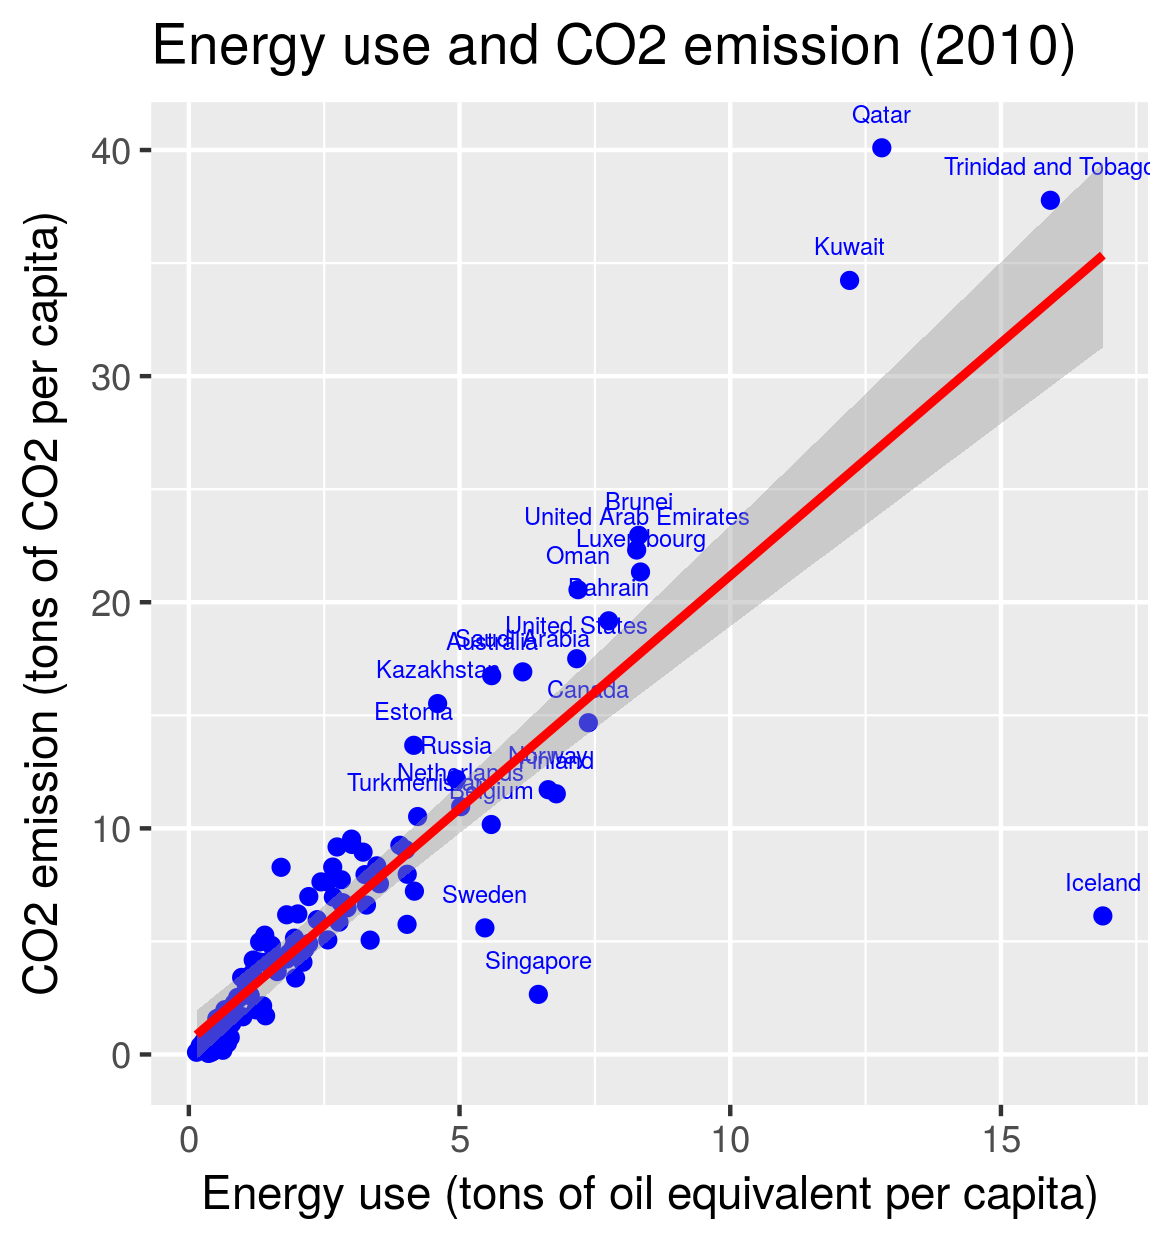 Energy use and CO2 emission (2010)
Qatar
Trinidad and Tobago
Kuwait
Brunei
United Arab Emirates
Luxembourg
Oman
Bahrain
United States
Saudi Arabia
Australia
Kazakhstan
Canada
Estonia
Russia
Norway
Finland
Netherlands
Turkmenistan
Belgium
Iceland
Sweden
Singapore
40
30
20
10
0
0
5
10
15
CO2 emission (tons of CO2 per capita)
Energy use (tons of oil equivalent per capita)